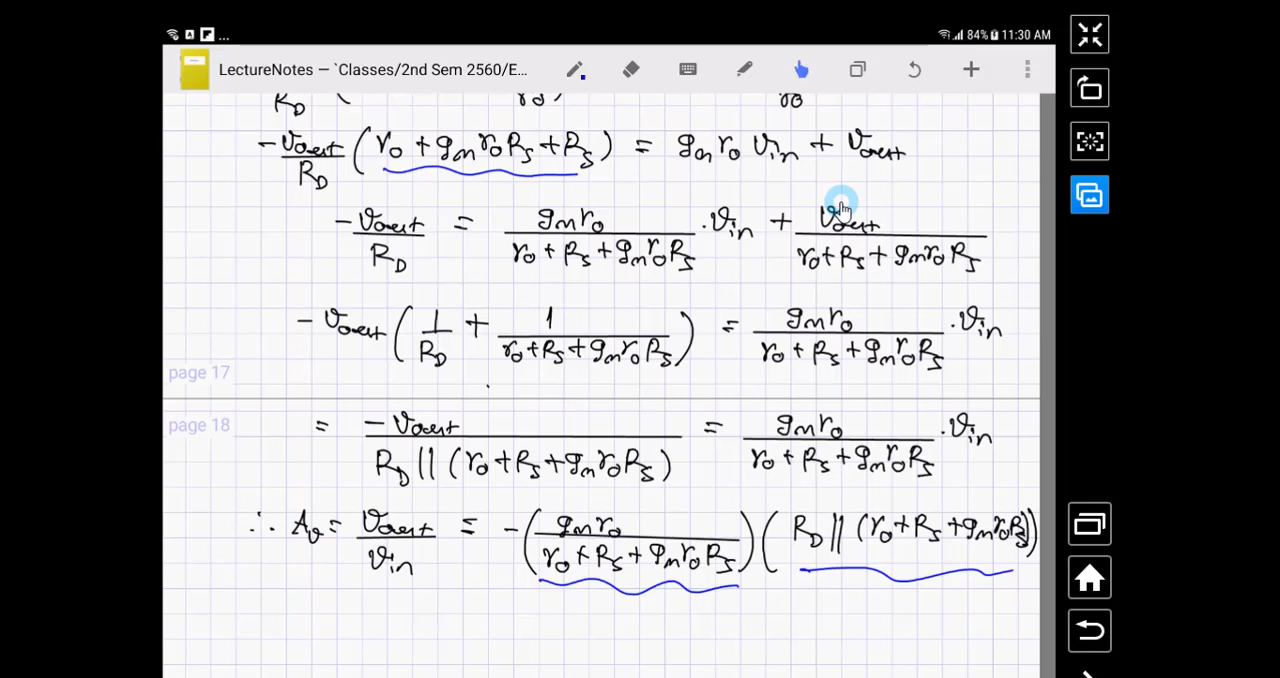 ... 84% 11:30 AM
LectureNotes – `Classes/2nd Sem 2560/E...
R_D ( r_o ) r_o
-v_out/R_D (r_o + g_m r_o R_S + R_S) = g_m r_o v_in + v_out
-v_out/R_D = g_m r_o/(r_o + R_S + g_m r_o R_S) . v_in + v_out/(r_o + R_S + g_m r_o R_S)
-v_out (1/R_D + 1/(r_o + R_S + g_m r_o R_S)) = g_m r_o/(r_o + R_S + g_m r_o R_S) . v_in
page 17
page 18
= -v_out/(R_D || (r_o + R_S + g_m r_o R_S)) = g_m r_o/(r_o + R_S + g_m r_o R_S) . v_in
∴ A_v = v_out/v_in = -(g_m r_o/(r_o + R_S + g_m r_o R_S)) (R_D || (r_o + R_S + g_m r_o R_S))